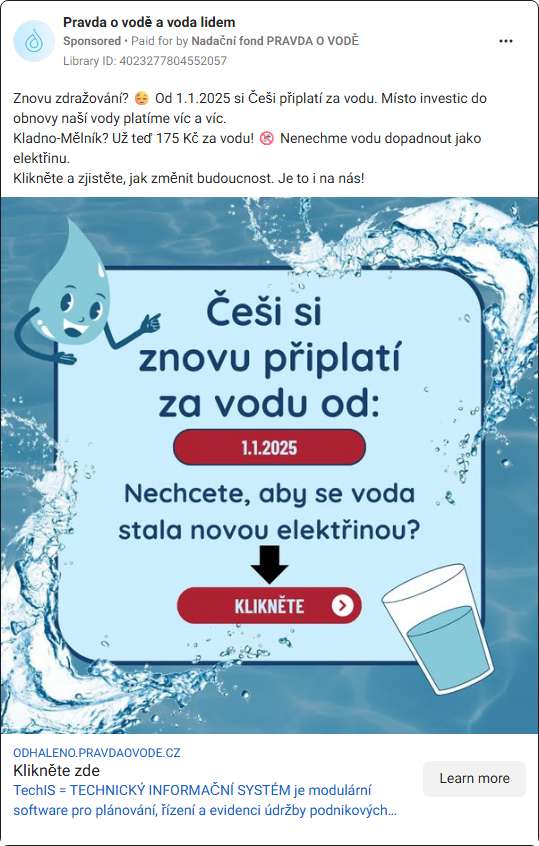 Pravda o vodě a voda lidem
Sponsored • Paid for by Nadační fond PRAVDA O VODĚ
Library ID: 4023277804552057
Znovu zdražování? 😏 Od 1.1.2025 si Češi připlatí za vodu. Místo investic do
obnovy naší vody platíme víc a víc.
Kladno-Mělník? Už teď 175 Kč za vodu! 🚱 Nenechme vodu dopadnout jako
elektřinu.
Klikněte a zjistěte, jak změnit budoucnost. Je to i na nás!
Češi si
znovu připlatí
za vodu od:
1.1.2025
Nechcete, aby se voda
stala novou elektřinou?
KLIKNĚTE
ODHALENO.PRAVDAOVODE.CZ
Klikněte zde
TechIS = TECHNICKÝ INFORMAČNÍ SYSTÉM je modulární
software pro plánování, řízení a evidenci údržby podnikových...
Learn more